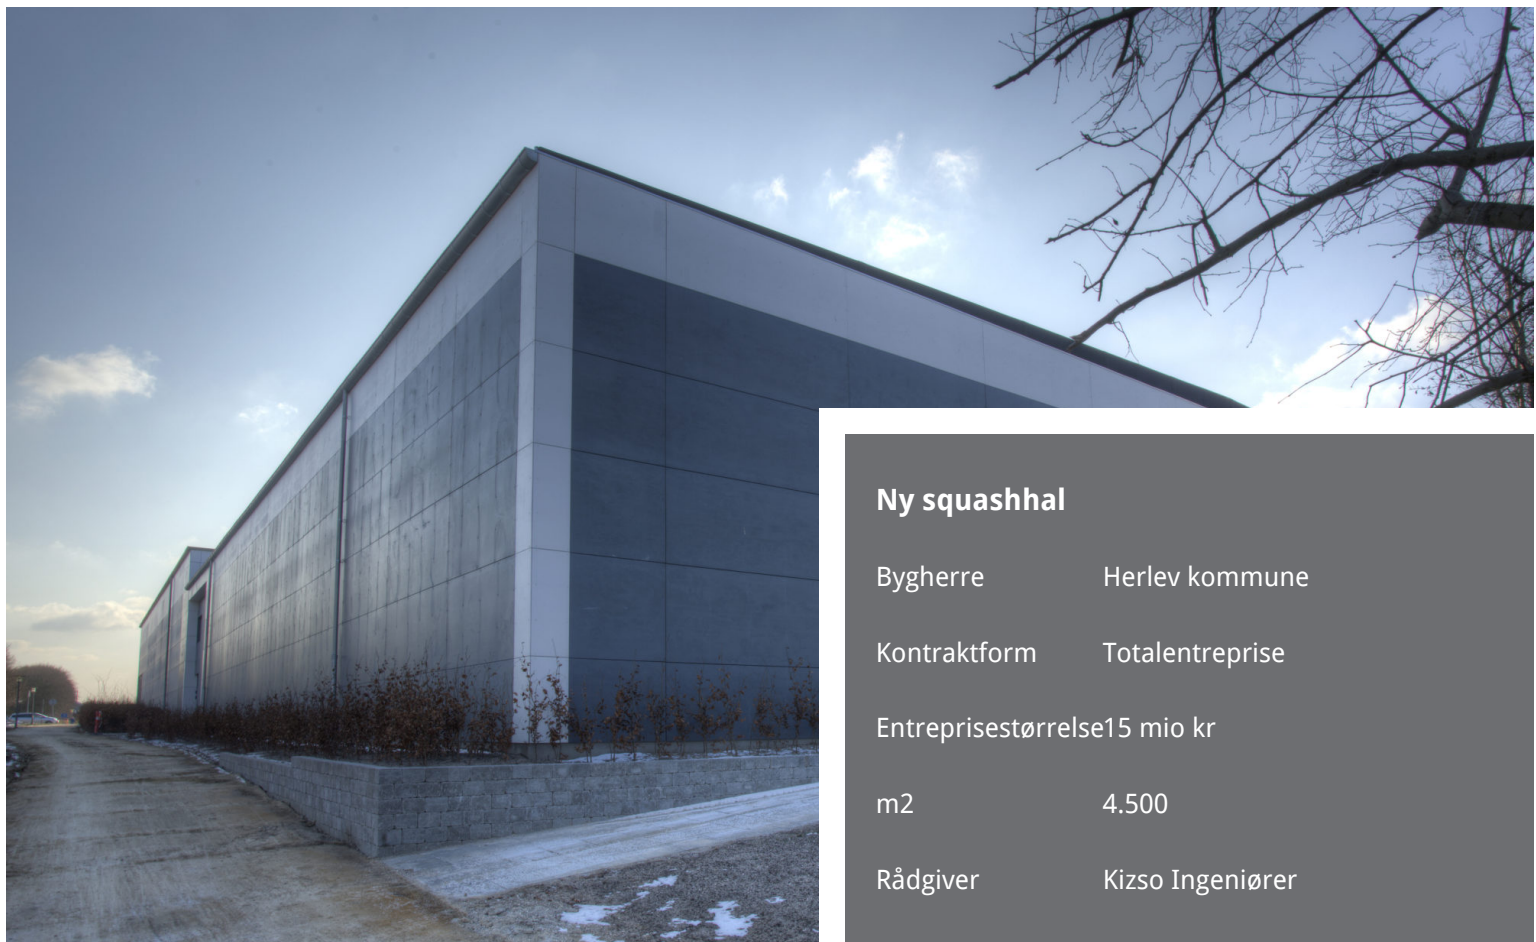 Ny squashhal
Bygherre Herlev kommune
Kontraktform Totalentreprise
Entreprisestørrelse15 mio kr
m2 4.500
Rådgiver Kizso Ingeniører